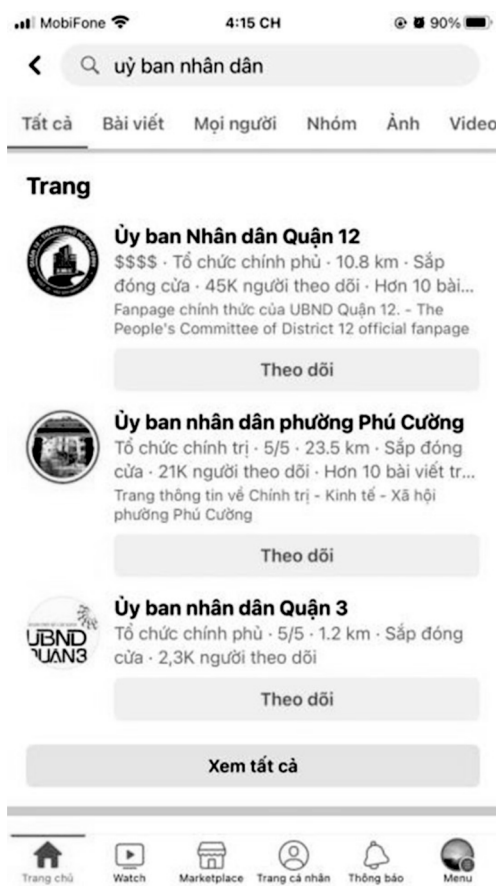 MobiFone 4:15 CH 90%
uỷ ban nhân dân
Tất cả Bài viết Mọi người Nhóm Ảnh Video
Trang
Ủy ban Nhân dân Quận 12
$$$$ · Tổ chức chính phủ · 10.8 km · Sắp
đóng cửa · 45K người theo dõi · Hơn 10 bài...
Fanpage chính thức của UBND Quận 12. - The
People's Committee of District 12 official fanpage
Theo dõi
Ủy ban nhân dân phường Phú Cường
Tổ chức chính trị · 5/5 · 23.5 km · Sắp đóng
cửa · 21K người theo dõi · Hơn 10 bài viết tr...
Trang thông tin về Chính trị - Kinh tế - Xã hội
phường Phú Cường
Theo dõi
Ủy ban nhân dân Quận 3
UBND
QUAN3
Tổ chức chính phủ · 5/5 · 1.2 km · Sắp đóng
cửa · 2,3K người theo dõi
Theo dõi
Xem tất cả
Trang chủ Watch Marketplace Trang cá nhân Thông báo Menu